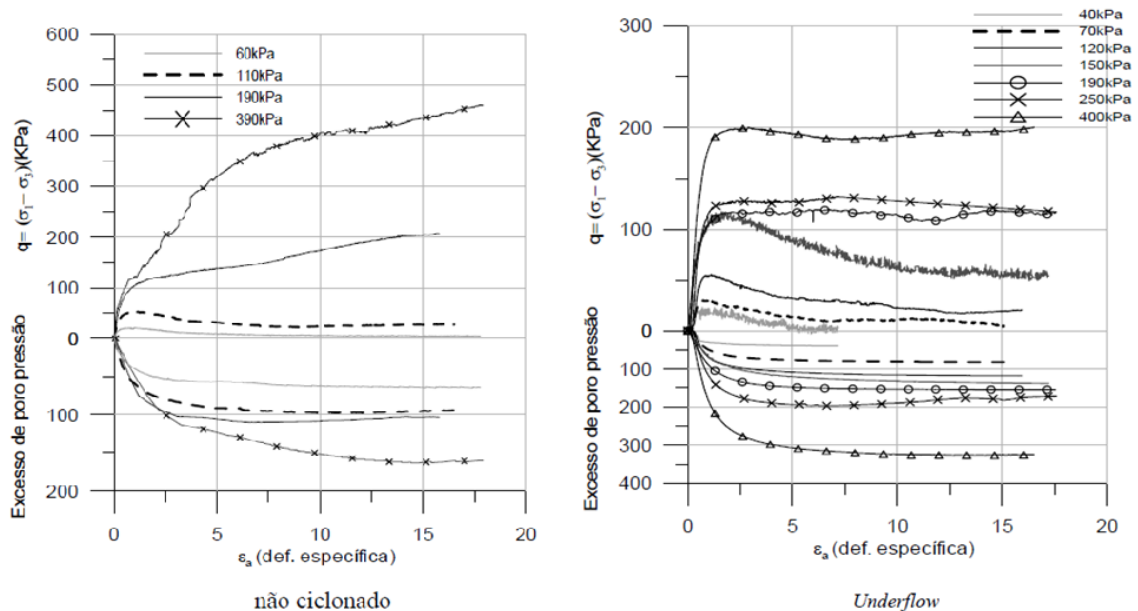 600
500
400
300
200
100
0
100
200
q= (σ1 – σ3)(KPa)
Excesso de poro pressão
60kPa
110kPa
190kPa
390kPa
0 5 10 15 20
εa (def. específica)
não ciclonado
300
200
100
0
100
200
300
400
q= (σ1 – σ3)(KPa)
Excesso de poro pressão
40kPa
70kPa
120kPa
150kPa
190kPa
250kPa
400kPa
0 5 10 15 20
εa (def. específica)
Underflow